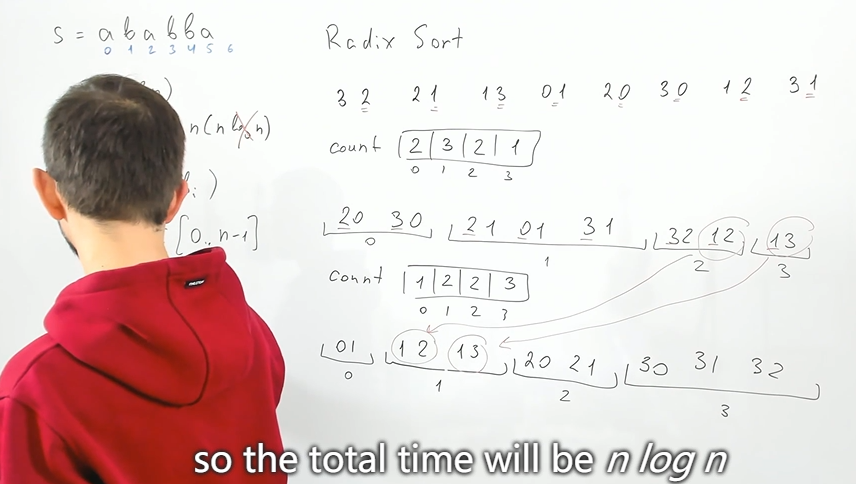 s = a b a b b a
0 1 2 3 4 5 6
n(n log n)
[0..n-1]
Radix Sort
32 21 13 01 20 30 12 31
count 2 3 2 1
0 1 2 3
20 30 21 01 31 32 12 13
0 1 2 3
count 1 2 2 3
0 1 2 3
01 12 13 20 21 30 31 32
0 1 2 3
so the total time will be n log n